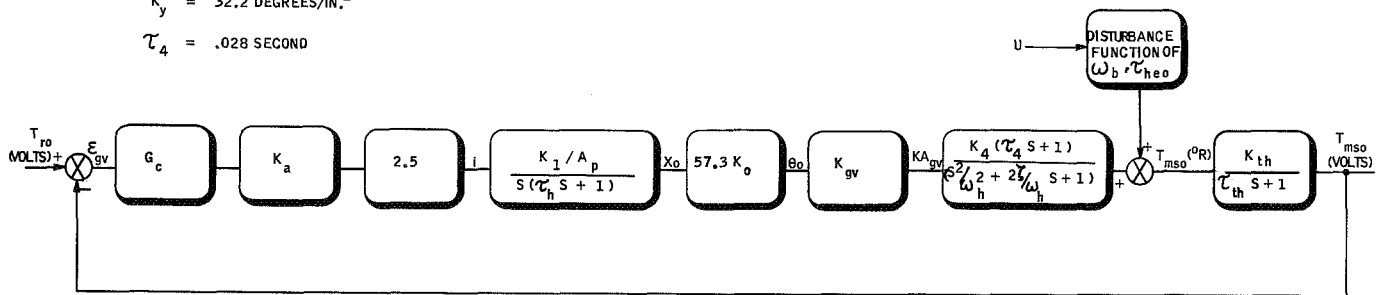 K_y = 32.2 DEGREES/IN.²
τ_4 = .028 SECOND
U
DISTURBANCE
FUNCTION OF
ω_b, τ_heo
T_ro
(VOLTS)
+
ε_gv
−
G_c
K_a
2.5
i
K_1 / A_p
S(τ_h S + 1)
X_o
57.3 K_o
θ_o
K_gv
KA_gv
K_4 (τ_4 S + 1)
(S²/ω_h² + 2ζ/ω_h S + 1)
+
+
T_mso (°R)
K_th
τ_th S + 1
T_mso
(VOLTS)